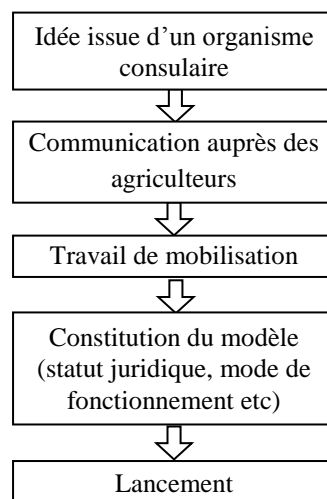 Idée issue d'un organisme
consulaire
Communication auprès des
agriculteurs
Travail de mobilisation
Constitution du modèle
(statut juridique, mode de
fonctionnement etc)
Lancement